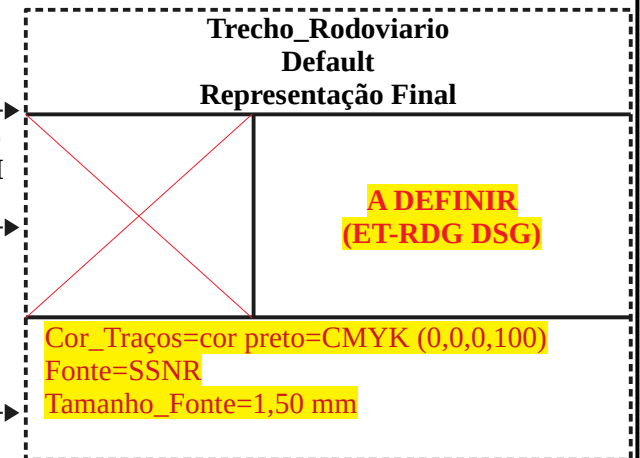 Trecho_Rodoviario
Default
Representação Final
A DEFINIR
(ET-RDG DSG)
Cor_Traços=cor preto=CMYK (0,0,0,100)
Fonte=SSNR
Tamanho_Fonte=1,50 mm